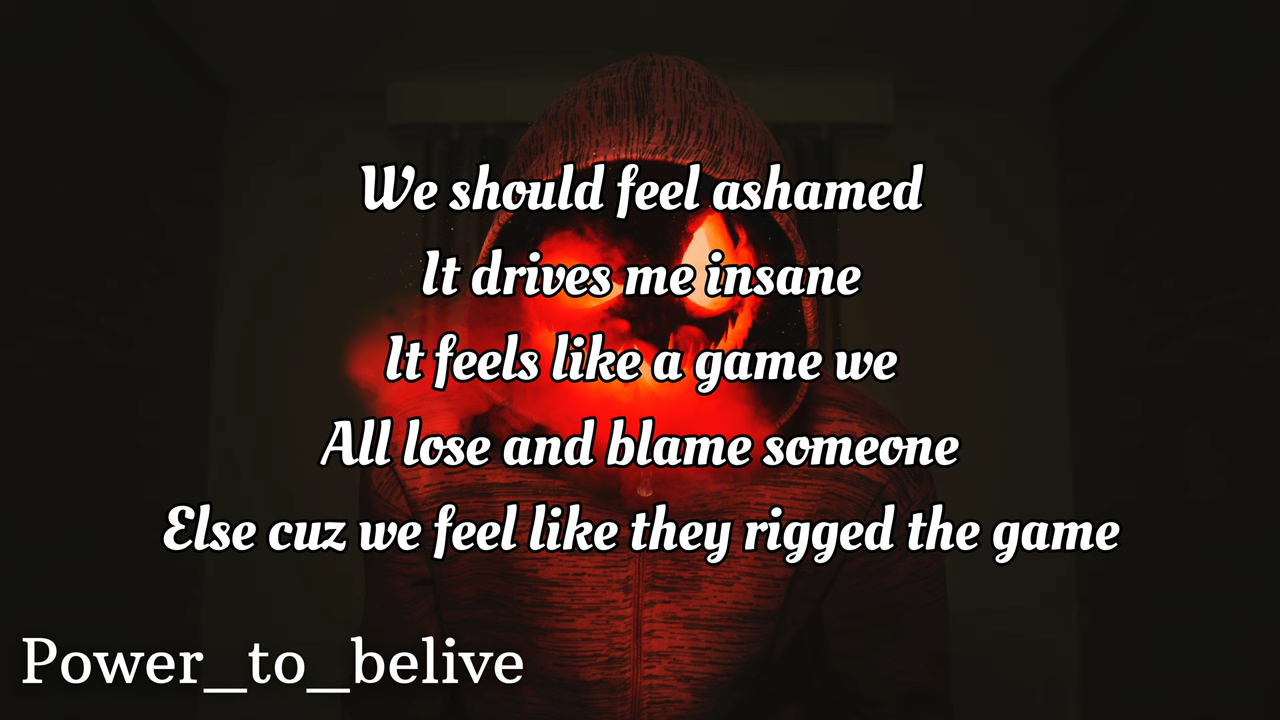 We should feel ashamed
It drives me insane
It feels like a game we
All lose and blame someone
Else cuz we feel like they rigged the game
Power_to_belive